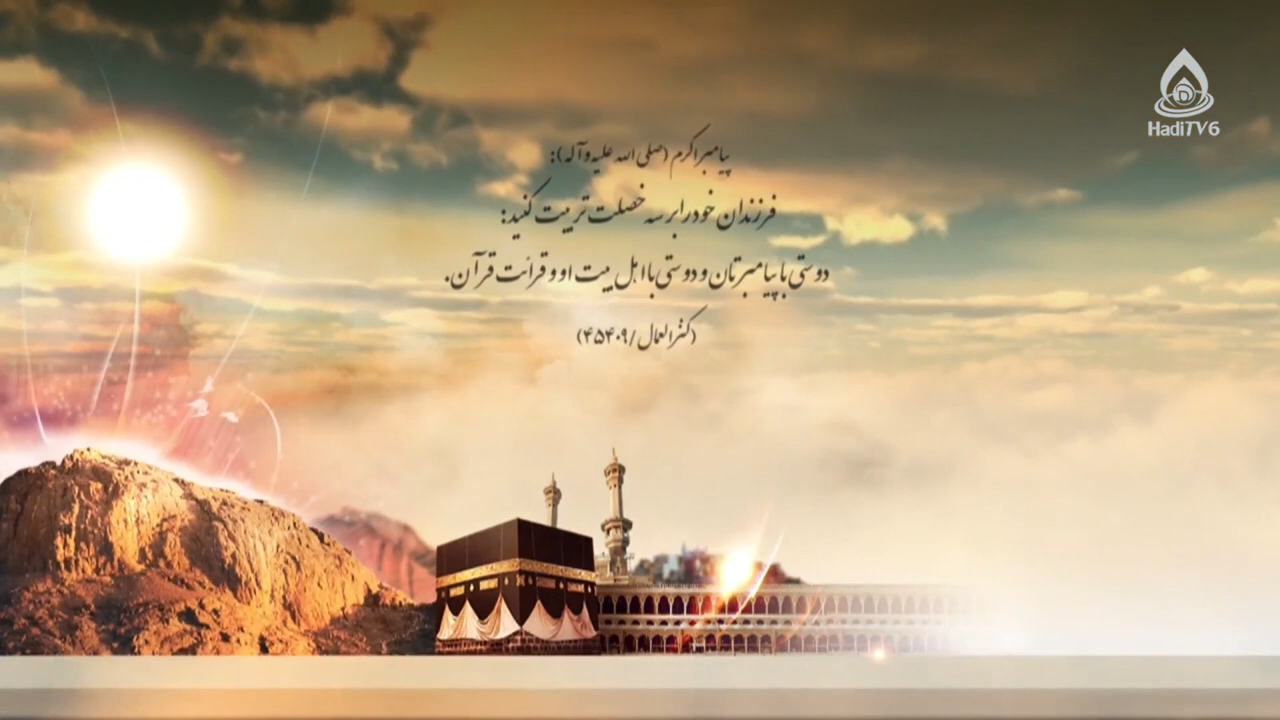 HadiTV6
پیامبر اکرم (صلی الله علیه و آله):
فرزندان خود را بر سه خصلت تربیت کنید:
دوستی با پیامبرتان و دوستی با اهل بیت او و قرائت قرآن.
(کنز العمال/۴۵۴۰۹)